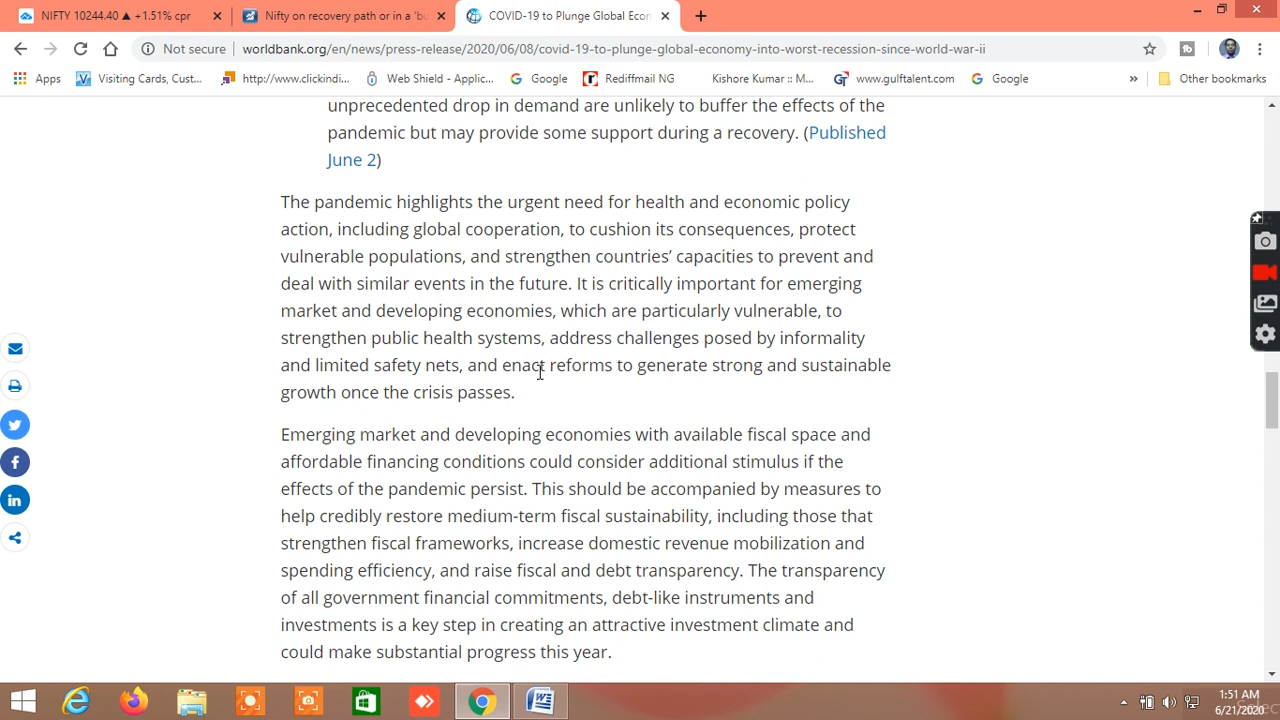 NIFTY 10244.40 ▲ +1.51% cpr
Nifty on recovery path or in a 'bu
COVID-19 to Plunge Global Econ
Not secure
worldbank.org/en/news/press-release/2020/06/08/covid-19-to-plunge-global-economy-into-worst-recession-since-world-war-ii
Apps
Visiting Cards, Cust...
http://www.clickindi...
Web Shield - Applic...
Google
Rediffmail NG
Kishore Kumar :: M...
www.gulftalent.com
Google
»
Other bookmarks
unprecedented drop in demand are unlikely to buffer the effects of the
pandemic but may provide some support during a recovery. (Published
June 2)
The pandemic highlights the urgent need for health and economic policy
action, including global cooperation, to cushion its consequences, protect
vulnerable populations, and strengthen countries’ capacities to prevent and
deal with similar events in the future. It is critically important for emerging
market and developing economies, which are particularly vulnerable, to
strengthen public health systems, address challenges posed by informality
and limited safety nets, and enact reforms to generate strong and sustainable
growth once the crisis passes.
Emerging market and developing economies with available fiscal space and
affordable financing conditions could consider additional stimulus if the
effects of the pandemic persist. This should be accompanied by measures to
help credibly restore medium-term fiscal sustainability, including those that
strengthen fiscal frameworks, increase domestic revenue mobilization and
spending efficiency, and raise fiscal and debt transparency. The transparency
of all government financial commitments, debt-like instruments and
investments is a key step in creating an attractive investment climate and
could make substantial progress this year.
1:51 AM
6/21/2020